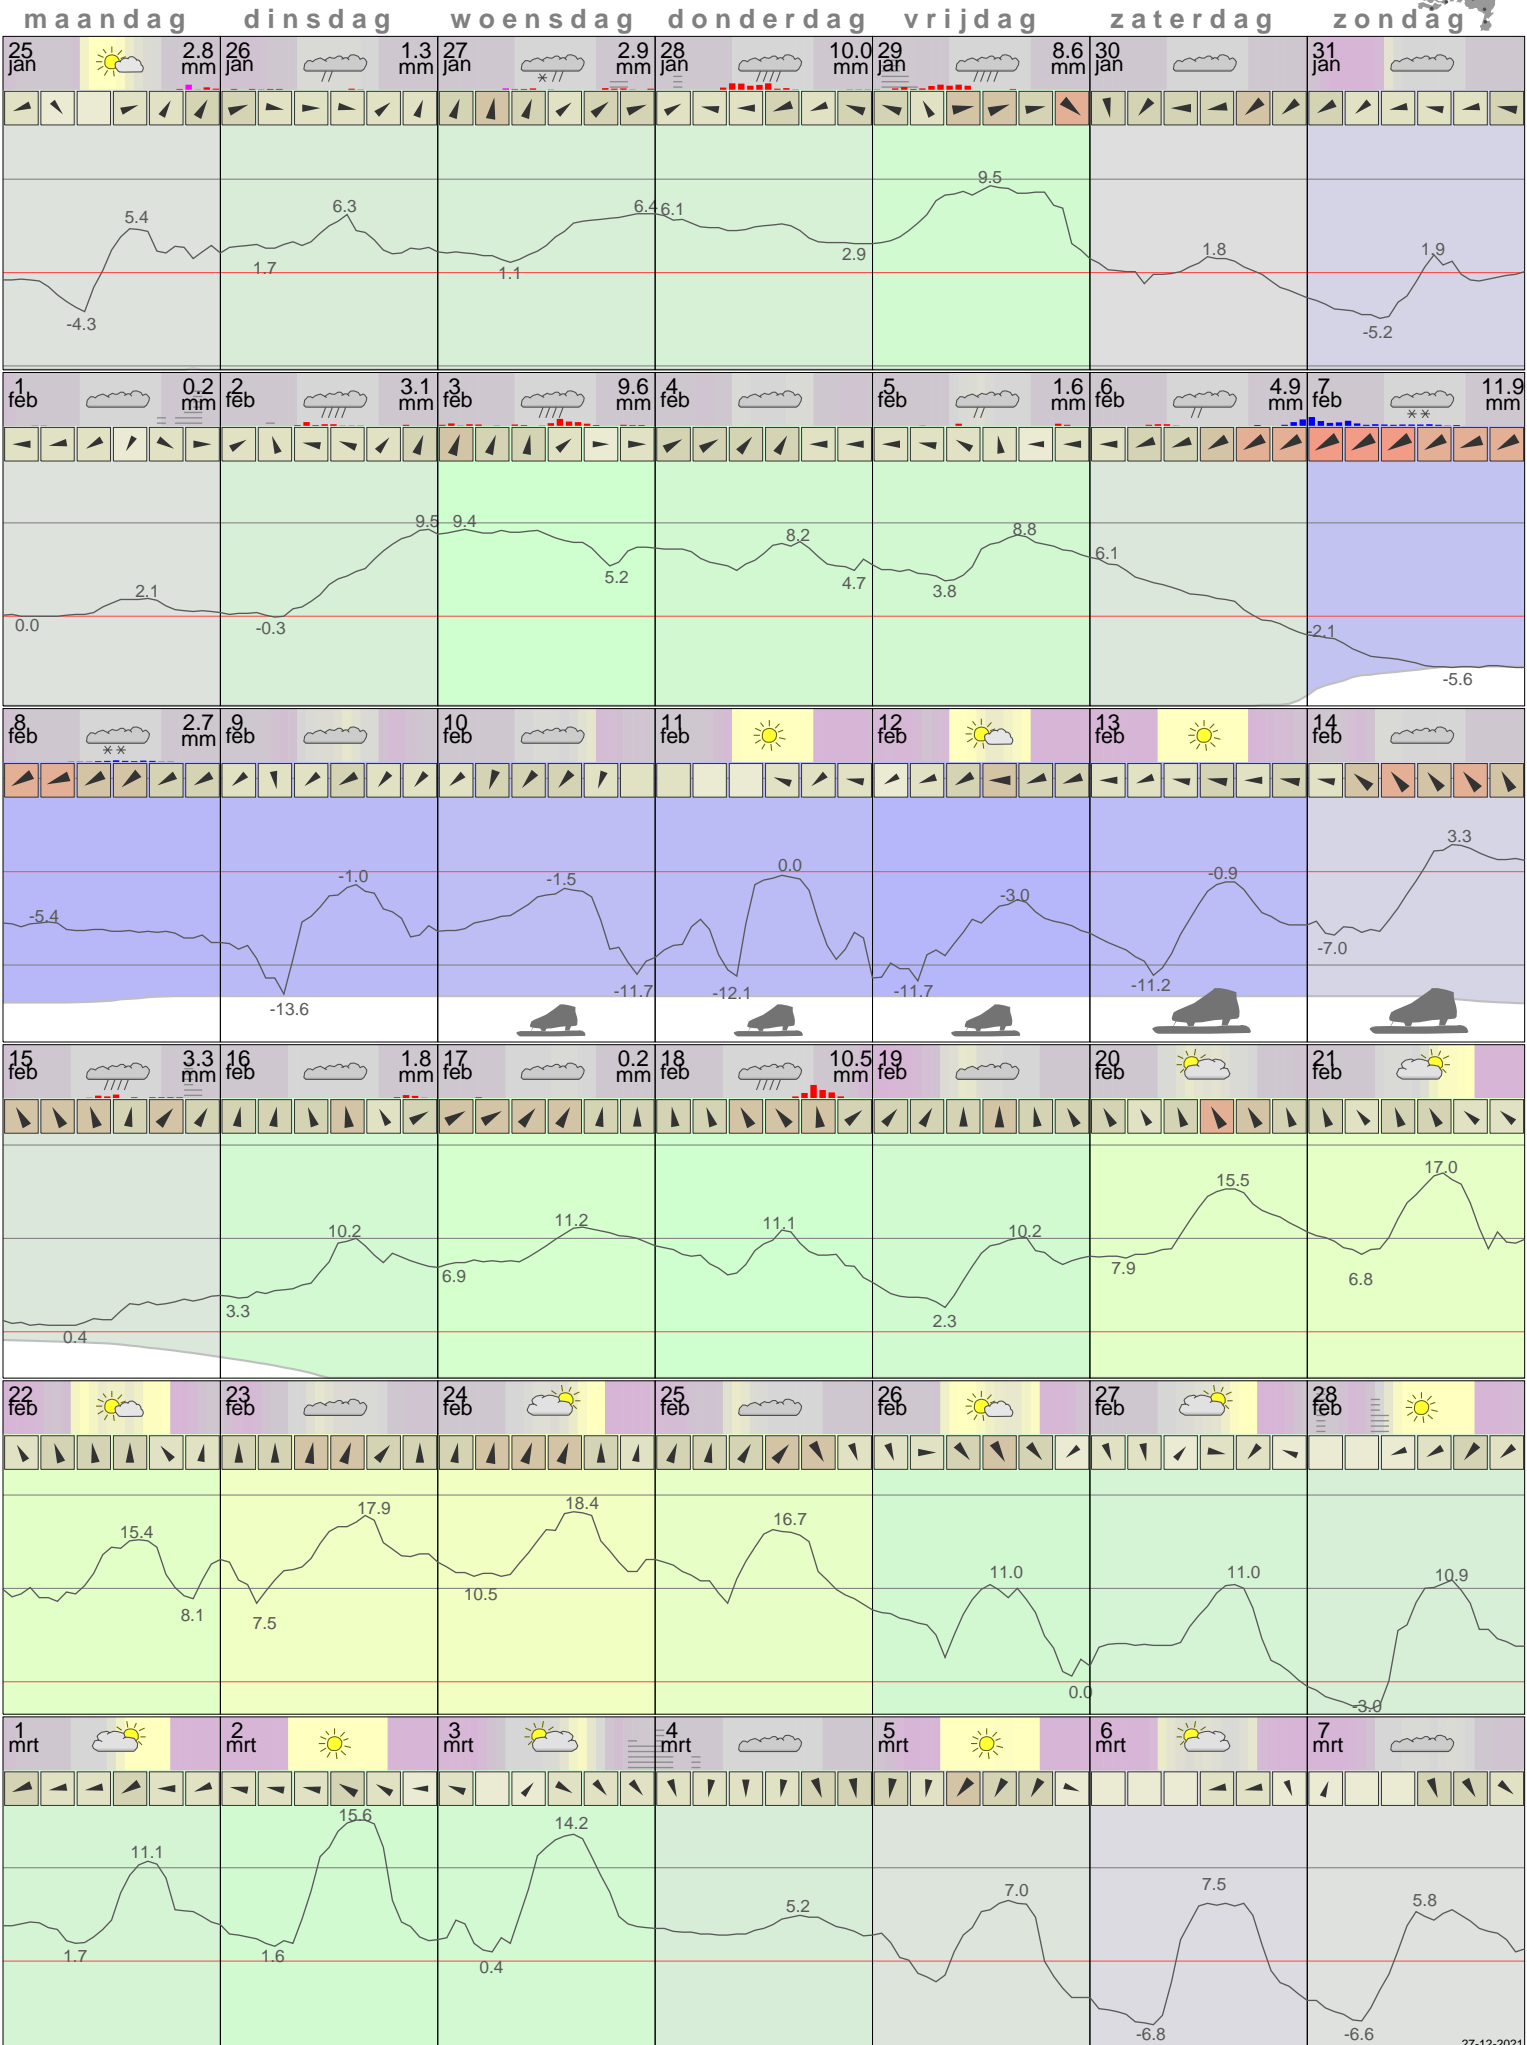 maandag dinsdag woensdag donderdag vrijdag zaterdag zondag
25 2.8 26 1.3 27 2.9 28 10.0 29 8.6 30 31
jan mm jan mm jan mm jan mm jan mm jan jan
5.4 6.3 6.4 6.1 9.5 1.8 1.9
-4.3 1.7 1.1 2.9 -5.2
1 0.2 2 3.1 3 9.6 4 5 1.6 6 4.9 7 11.9
feb mm feb mm feb mm feb feb mm feb mm feb mm
2.1 9.5 9.4 8.2 8.8 6.1 -2.1
0.0 -0.3 5.2 4.7 3.8 -5.6
8 2.7 9 10 11 12 13 14
feb mm feb feb feb feb feb feb
-5.4 -1.0 -1.5 0.0 -3.0 -0.9 3.3
-13.6 -11.7 -12.1 -11.7 -11.2 -7.0
15 3.3 16 1.8 17 0.2 18 10.5 19 20 21
feb mm feb mm feb mm feb mm feb feb feb
10.2 11.2 11.1 10.2 15.5 17.0
0.4 3.3 6.9 2.3 7.9 6.8
22 23 24 25 26 27 28
feb feb feb feb feb feb feb
15.4 17.9 18.4 16.7 11.0 11.0 10.9
8.1 7.5 10.5 0.0 -3.0
1 2 3 4 5 6 7
mrt mrt mrt mrt mrt mrt mrt
11.1 15.6 14.2 5.2 7.0 7.5 5.8
1.7 1.6 0.4 -6.8 -6.6
27-12-2021